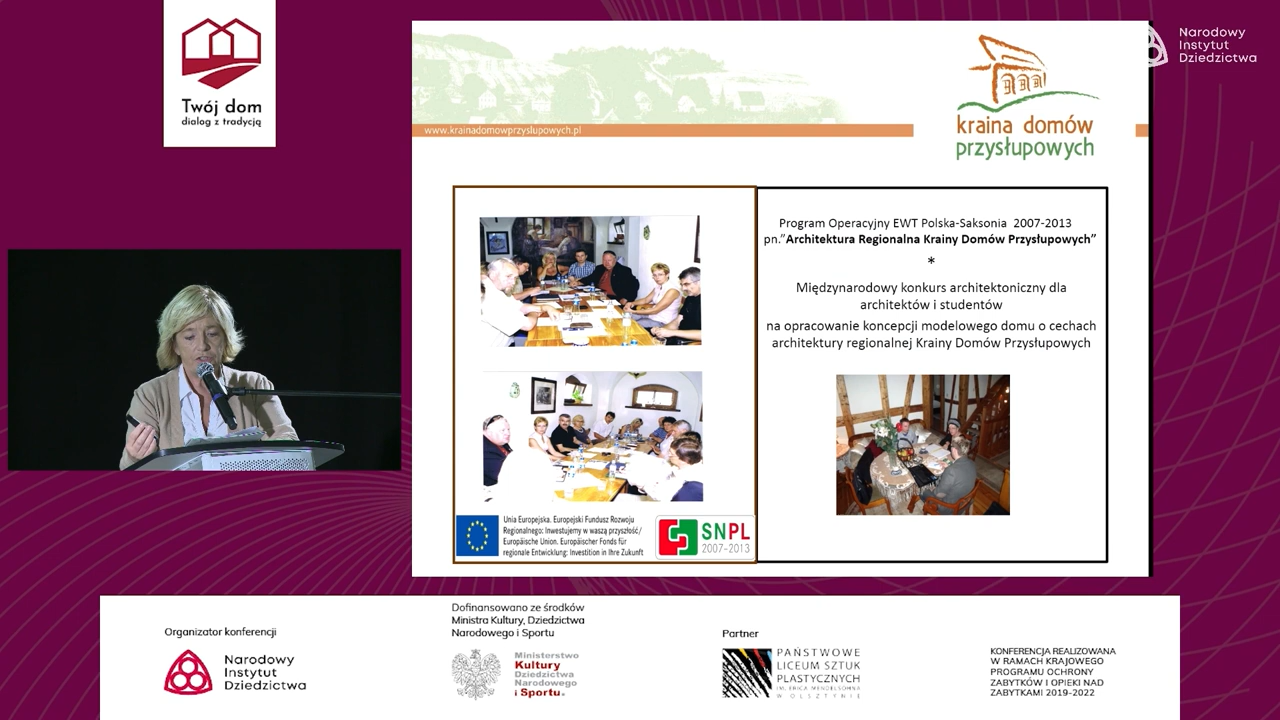 Twój dom
dialog z tradycją
www.krainadomowprzyslupowych.pl
kraina domów
przysłupowych
Narodowy
Instytut
Dziedzictwa
Program Operacyjny EWT Polska-Saksonia 2007-2013
pn.”Architektura Regionalna Krainy Domów Przysłupowych”
*
Międzynarodowy konkurs architektoniczny dla
architektów i studentów
na opracowanie koncepcji modelowego domu o cechach
architektury regionalnej Krainy Domów Przysłupowych
Unia Europejska. Europejski Fundusz Rozwoju
Regionalnego: Inwestujemy w waszą przyszłość/
Europäische Union. Europäischer Fonds für
regionale Entwicklung: Investition in Ihre Zukunft
SNPL
2007-2013
Organizator konferencji
Narodowy
Instytut
Dziedzictwa
Dofinansowano ze środków
Ministra Kultury, Dziedzictwa
Narodowego i Sportu
Ministerstwo
Kultury
Dziedzictwa
Narodowego
i Sportu.
Partner
PAŃSTWOWE
LICEUM SZTUK
PLASTYCZNYCH
IM. ERICA MENDELSOHNA
W OLSZTYNIE
KONFERENCJA REALIZOWANA
W RAMACH KRAJOWEGO
PROGRAMU OCHRONY
ZABYTKÓW I OPIEKI NAD
ZABYTKAMI 2019-2022